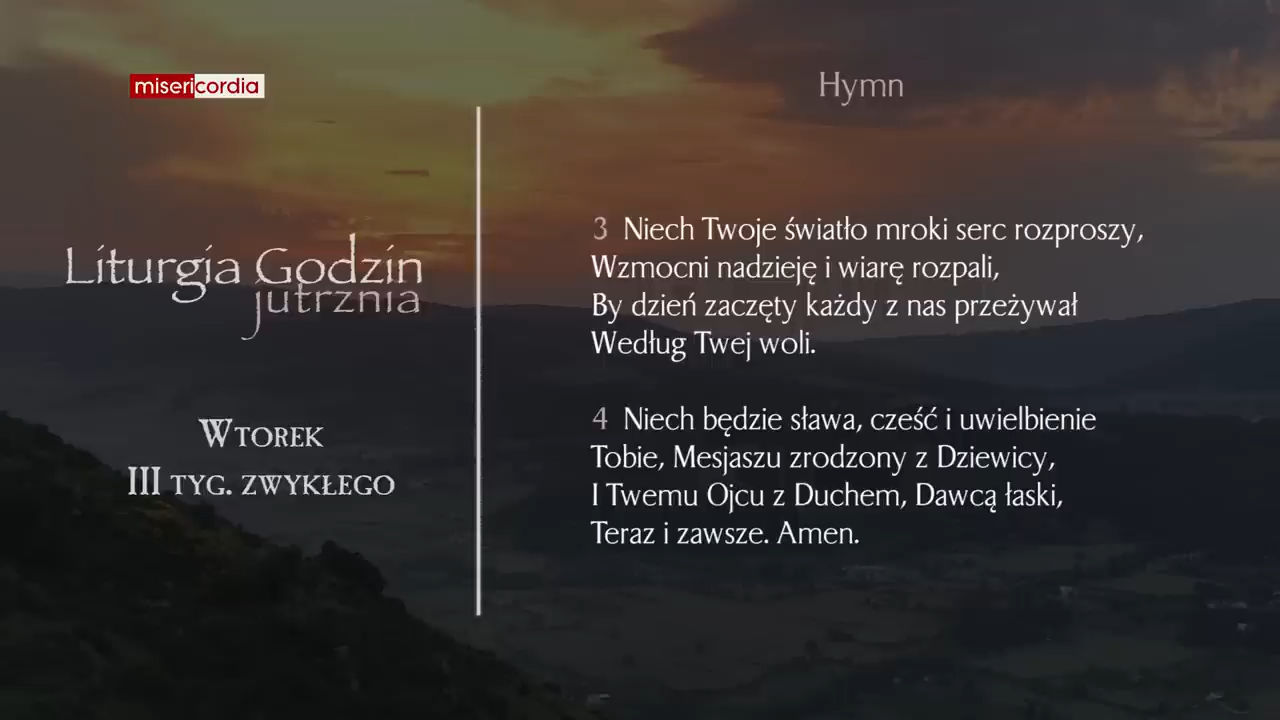 misericordia
Hymn
Liturgia Godzin
jutrznia
Wtorek
III tyg. zwykłego
3 Niech Twoje światło mroki serc rozproszy,
Wzmocni nadzieję i wiarę rozpali,
By dzień zaczęty każdy z nas przeżywał
Według Twej woli.
4 Niech będzie sława, cześć i uwielbienie
Tobie, Mesjaszu zrodzony z Dziewicy,
I Twemu Ojcu z Duchem, Dawcą łaski,
Teraz i zawsze. Amen.